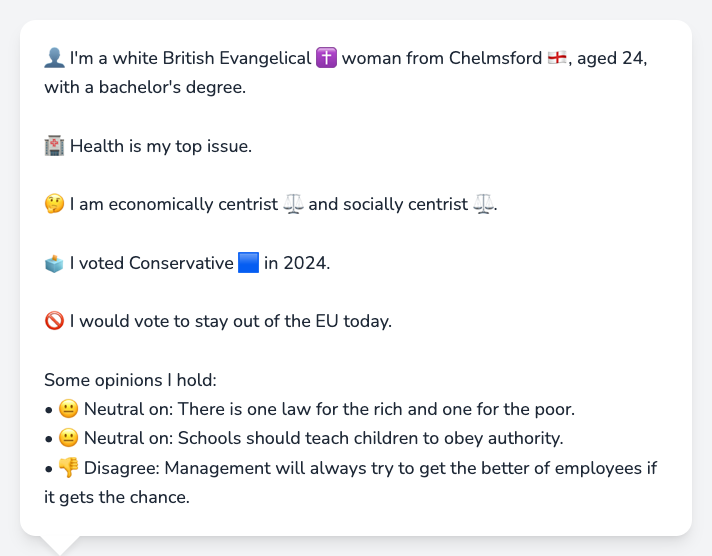 👤 I'm a white British Evangelical ✝️ woman from Chelmsford 🏴󠁧󠁢󠁥󠁮󠁧󠁿, aged 24,
with a bachelor's degree.
🏥 Health is my top issue.
🤔 I am economically centrist ⚖️ and socially centrist ⚖️.
🗳️ I voted Conservative 🟦 in 2024.
🚫 I would vote to stay out of the EU today.
Some opinions I hold:
• 😐 Neutral on: There is one law for the rich and one for the poor.
• 😐 Neutral on: Schools should teach children to obey authority.
• 👎 Disagree: Management will always try to get the better of employees if
it gets the chance.